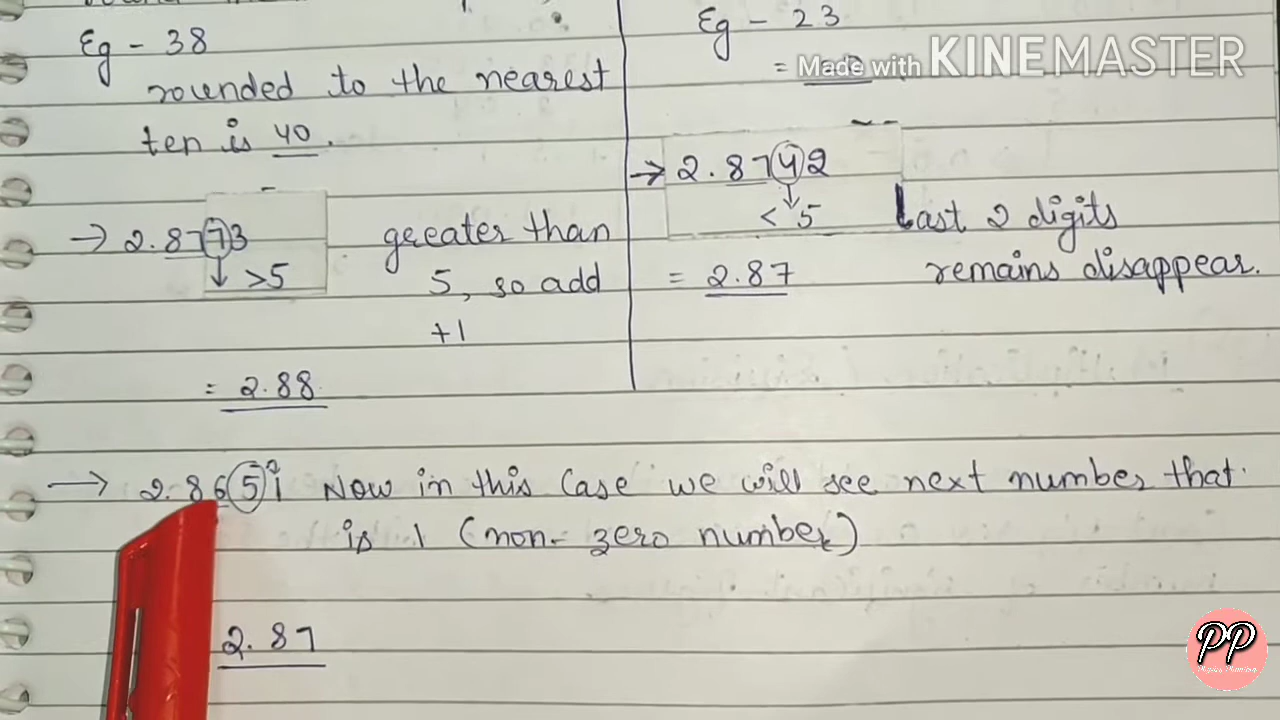 Eg - 38
rounded to the nearest
ten is 40.
→ 2.8773 greater than
↓ >5 5, so add
+1
= 2.88
Eg - 23
=
Made with KINEMASTER
→ 2.8742
< 5 Last 2 digits
= 2.87 remains disappear.
→ 2.8651 Now in this case we will see next number that
is 1 (non-zero number)
2.87
PP